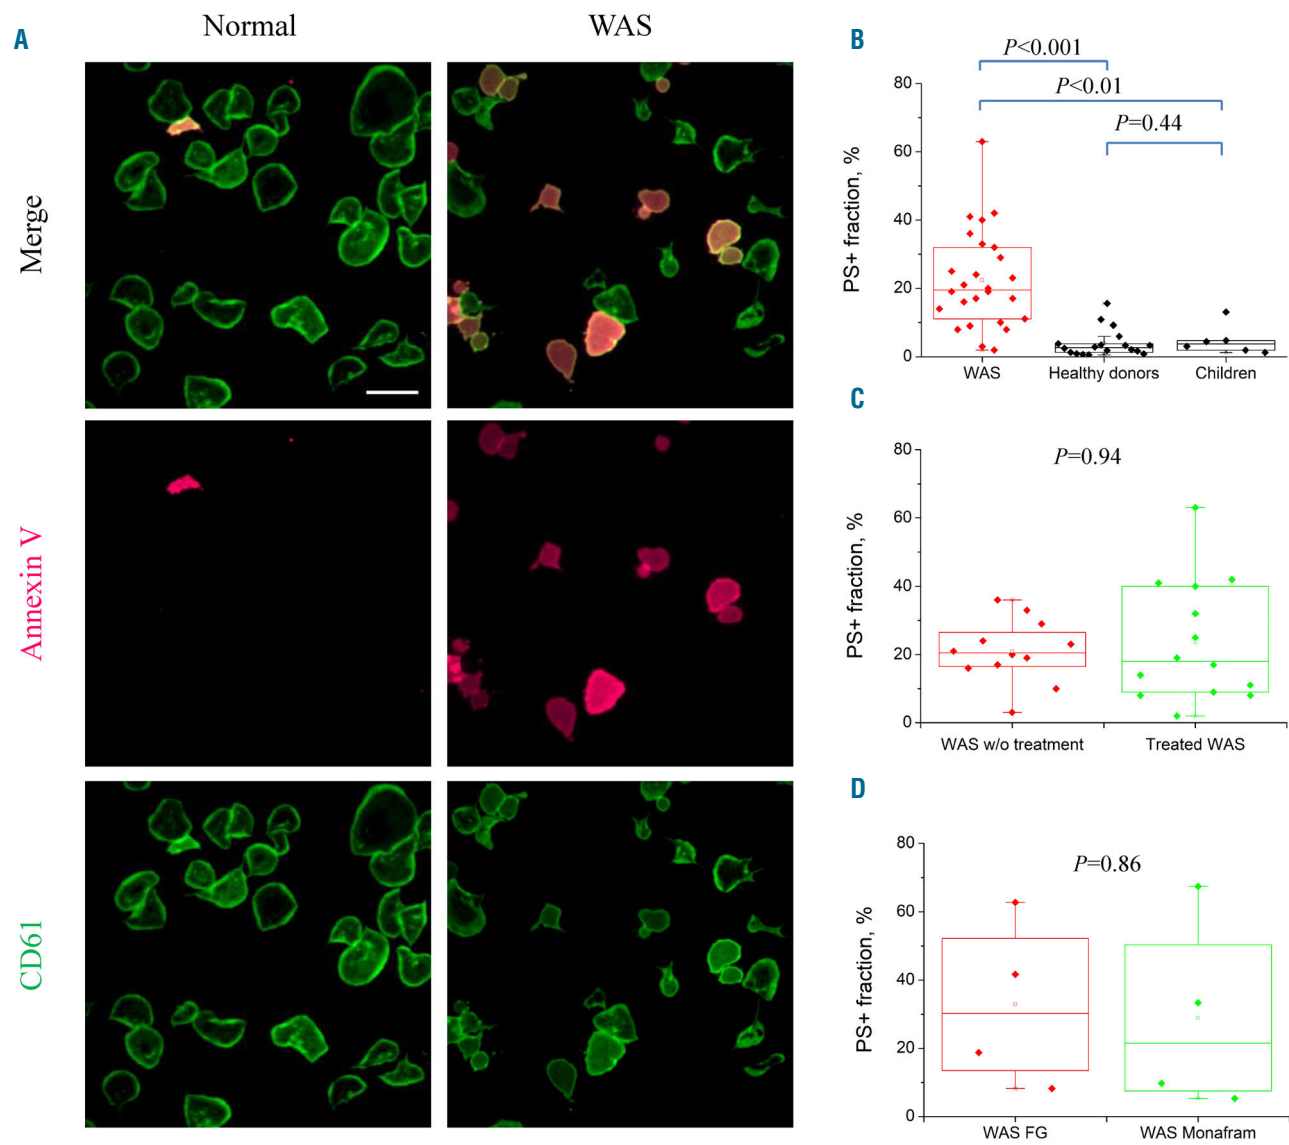 A
Normal
WAS
Merge
Annexin V
CD61
B
P<0.001
P<0.01
P=0.44
80
60
40
20
0
PS+ fraction, %
WAS
Healthy donors
Children
C
P=0.94
80
60
40
20
0
PS+ fraction, %
WAS w/o treatment
Treated WAS
D
P=0.86
80
60
40
20
0
PS+ fraction, %
WAS FG
WAS Monafram